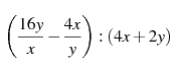 (16y/x - 4x/y) : (4x+2y)